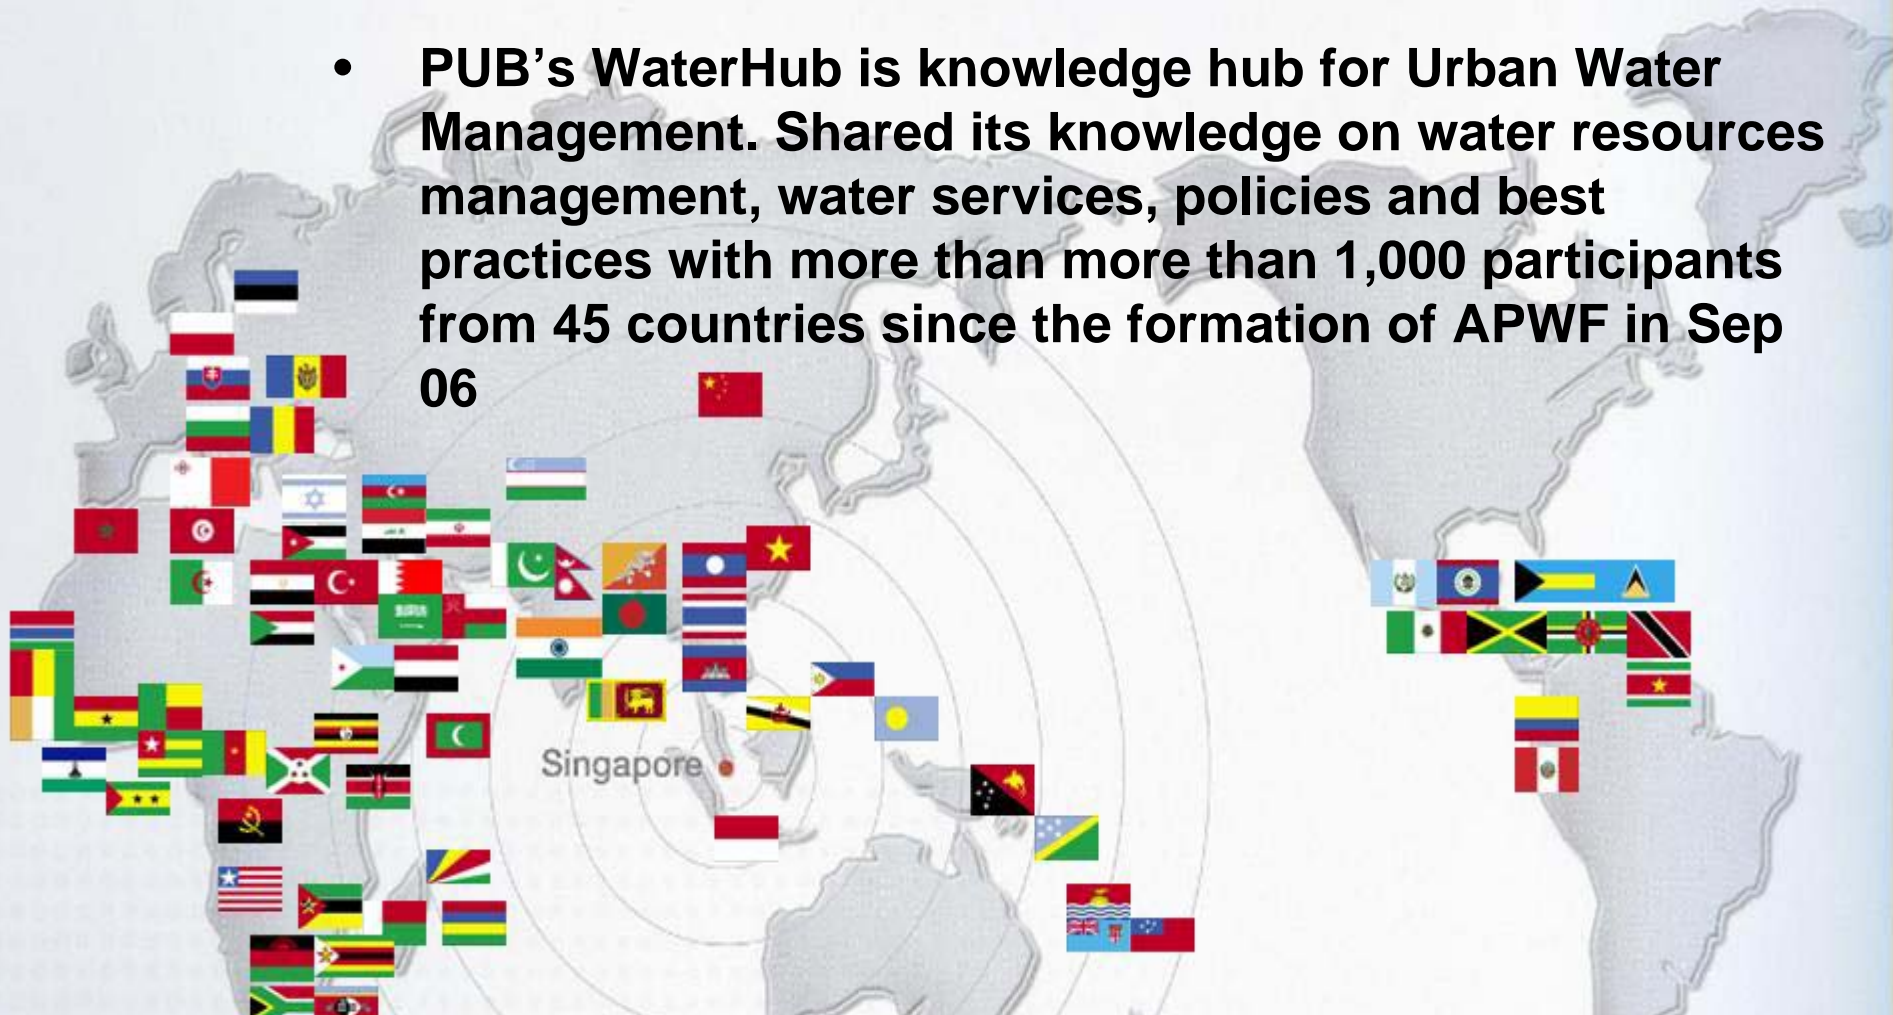 • PUB’s WaterHub is knowledge hub for Urban Water
Management. Shared its knowledge on water resources
management, water services, policies and best
practices with more than more than 1,000 participants
from 45 countries since the formation of APWF in Sep
06
Singapore